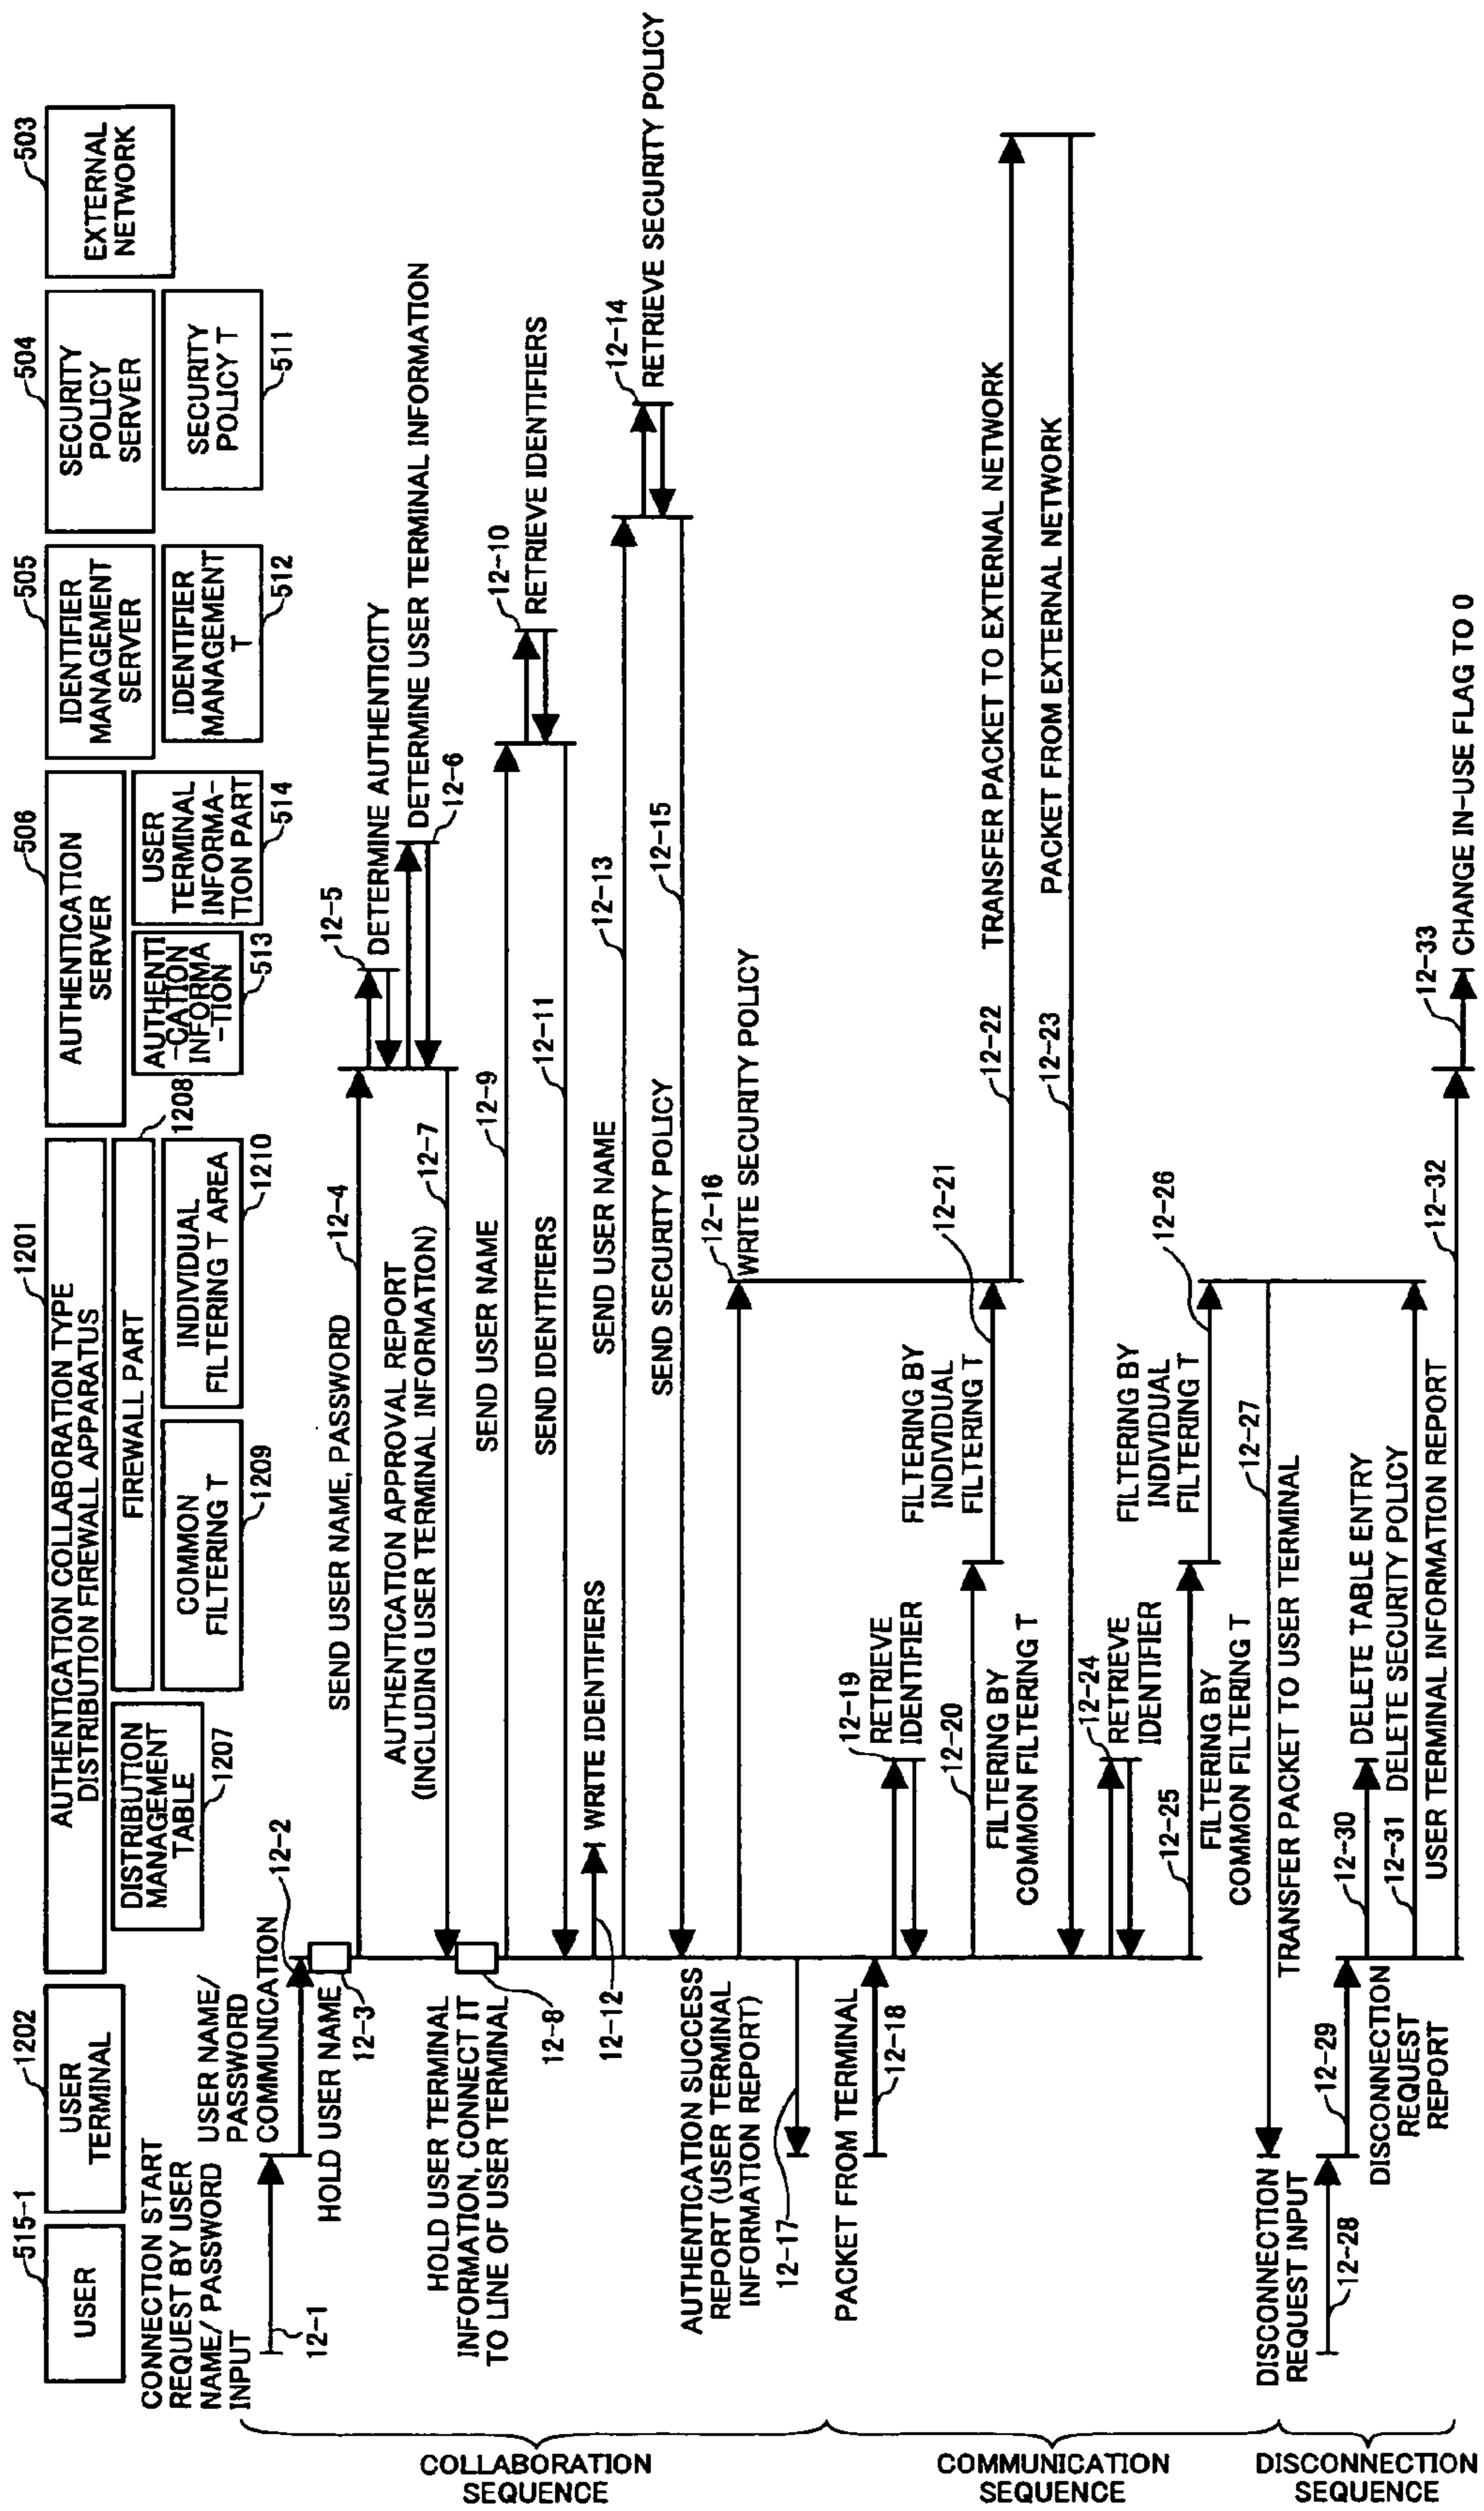 515-1
USER
1202
USER
TERMINAL
1201
AUTHENTICATION COLLABORATION TYPE
DISTRIBUTION FIREWALL APPARATUS
DISTRIBUTION
MANAGEMENT
TABLE
1207
FIREWALL PART
1208
COMMON
FILTERING T
1209
INDIVIDUAL
FILTERING T AREA
1210
506
AUTHENTICATION
SERVER
AUTHENTI
-CATION
INFORMA
-TION
513
USER
TERMINAL
INFORMA-
TION PART
514
505
IDENTIFIER
MANAGEMENT
SERVER
IDENTIFIER
MANAGEMENT
T
512
504
SECURITY
POLICY
SERVER
SECURITY
POLICY T
511
503
EXTERNAL
NETWORK
COLLABORATION
SEQUENCE
CONNECTION START
REQUEST BY USER
NAME/ PASSWORD
INPUT
12-1
USER NAME/
PASSWORD
COMMUNICATION
12-2
HOLD USER NAME
12-3
SEND USER NAME, PASSWORD
12-4
12-5
DETERMINE AUTHENTICITY
DETERMINE USER TERMINAL INFORMATION
12-6
AUTHENTICATION APPROVAL REPORT
(INCLUDING USER TERMINAL INFORMATION)
12-7
HOLD USER TERMINAL
INFORMATION, CONNECT IT
TO LINE OF USER TERMINAL
12-8
SEND USER NAME
12-9
12-10
RETRIEVE IDENTIFIERS
SEND IDENTIFIERS
12-11
12-12
WRITE IDENTIFIERS
SEND USER NAME
12-13
12-14
RETRIEVE SECURITY POLICY
SEND SECURITY POLICY
12-15
12-16
WRITE SECURITY POLICY
AUTHENTICATION SUCCESS
REPORT (USER TERMINAL
INFORMATION REPORT)
12-17
COMMUNICATION
SEQUENCE
PACKET FROM TERMINAL
12-18
12-19
RETRIEVE
IDENTIFIER
12-20
FILTERING BY
COMMON FILTERING T
FILTERING BY
INDIVIDUAL
FILTERING T
12-21
12-22
TRANSFER PACKET TO EXTERNAL NETWORK
12-23
PACKET FROM EXTERNAL NETWORK
12-24
RETRIEVE
IDENTIFIER
12-25
FILTERING BY
COMMON FILTERING T
FILTERING BY
INDIVIDUAL
FILTERING T
12-26
12-27
TRANSFER PACKET TO USER TERMINAL
DISCONNECTION
SEQUENCE
DISCONNECTION
REQUEST INPUT
12-28
12-29
DISCONNECTION
REQUEST
REPORT
12-30
DELETE TABLE ENTRY
12-31
DELETE SECURITY POLICY
USER TERMINAL INFORMATION REPORT
12-32
12-33
CHANGE IN-USE FLAG TO 0